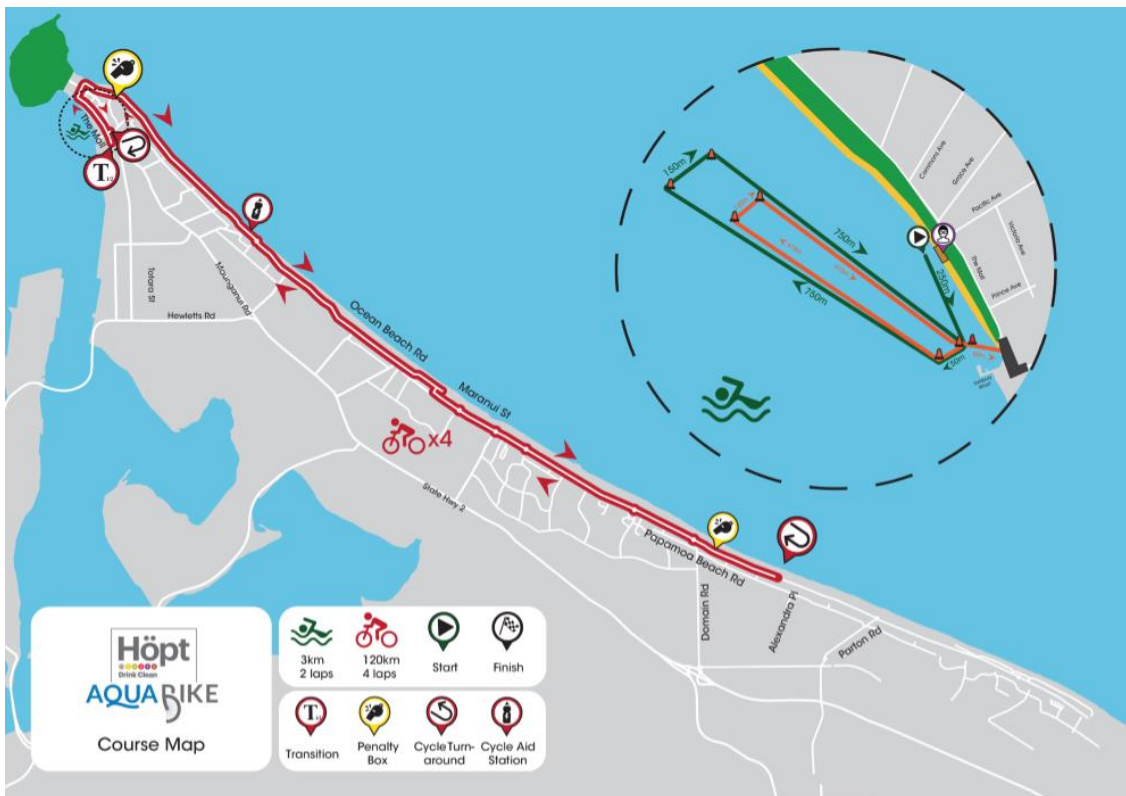 The Mall
T x2
Totara St
Maunganui Rd
Hewletts Rd
Ocean Beach Rd
Maranui St
x4
State Hwy 2
Papamoa Beach Rd
Domain Rd
Alexandra Pl
Parton Rd
150m
750m
750m
250m
50m
Commons Ave
Grace Ave
Pacific Ave
Victoria Ave
The Mall
Prince Ave
Höpt
Drink Clean
AQUABIKE
Course Map
3km
2 laps
120km
4 laps
Start
Finish
T x2
Transition
Penalty
Box
Cycle Turn-
around
Cycle Aid
Station